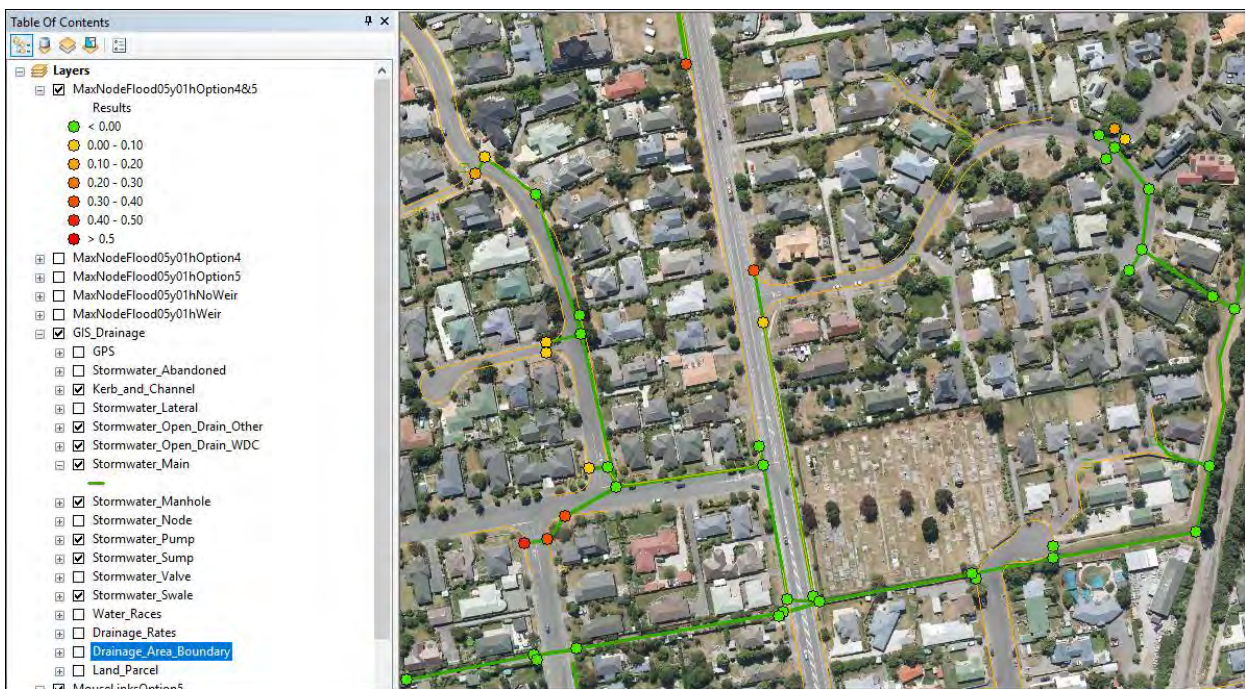 Table Of Contents
Layers
MaxNodeFlood05y01hOption4&5
Results
< 0.00
0.00 - 0.10
0.10 - 0.20
0.20 - 0.30
0.30 - 0.40
0.40 - 0.50
> 0.5
MaxNodeFlood05y01hOption4
MaxNodeFlood05y01hOption5
MaxNodeFlood05y01hNoWeir
MaxNodeFlood05y01hWeir
GIS_Drainage
GPS
Stormwater_Abandoned
Kerb_and_Channel
Stormwater_Lateral
Stormwater_Open_Drain_Other
Stormwater_Open_Drain_WDC
Stormwater_Main
Stormwater_Manhole
Stormwater_Node
Stormwater_Pump
Stormwater_Sump
Stormwater_Valve
Stormwater_Swale
Water_Races
Drainage_Rates
Drainage_Area_Boundary
Land_Parcel
MouseLinksOption5